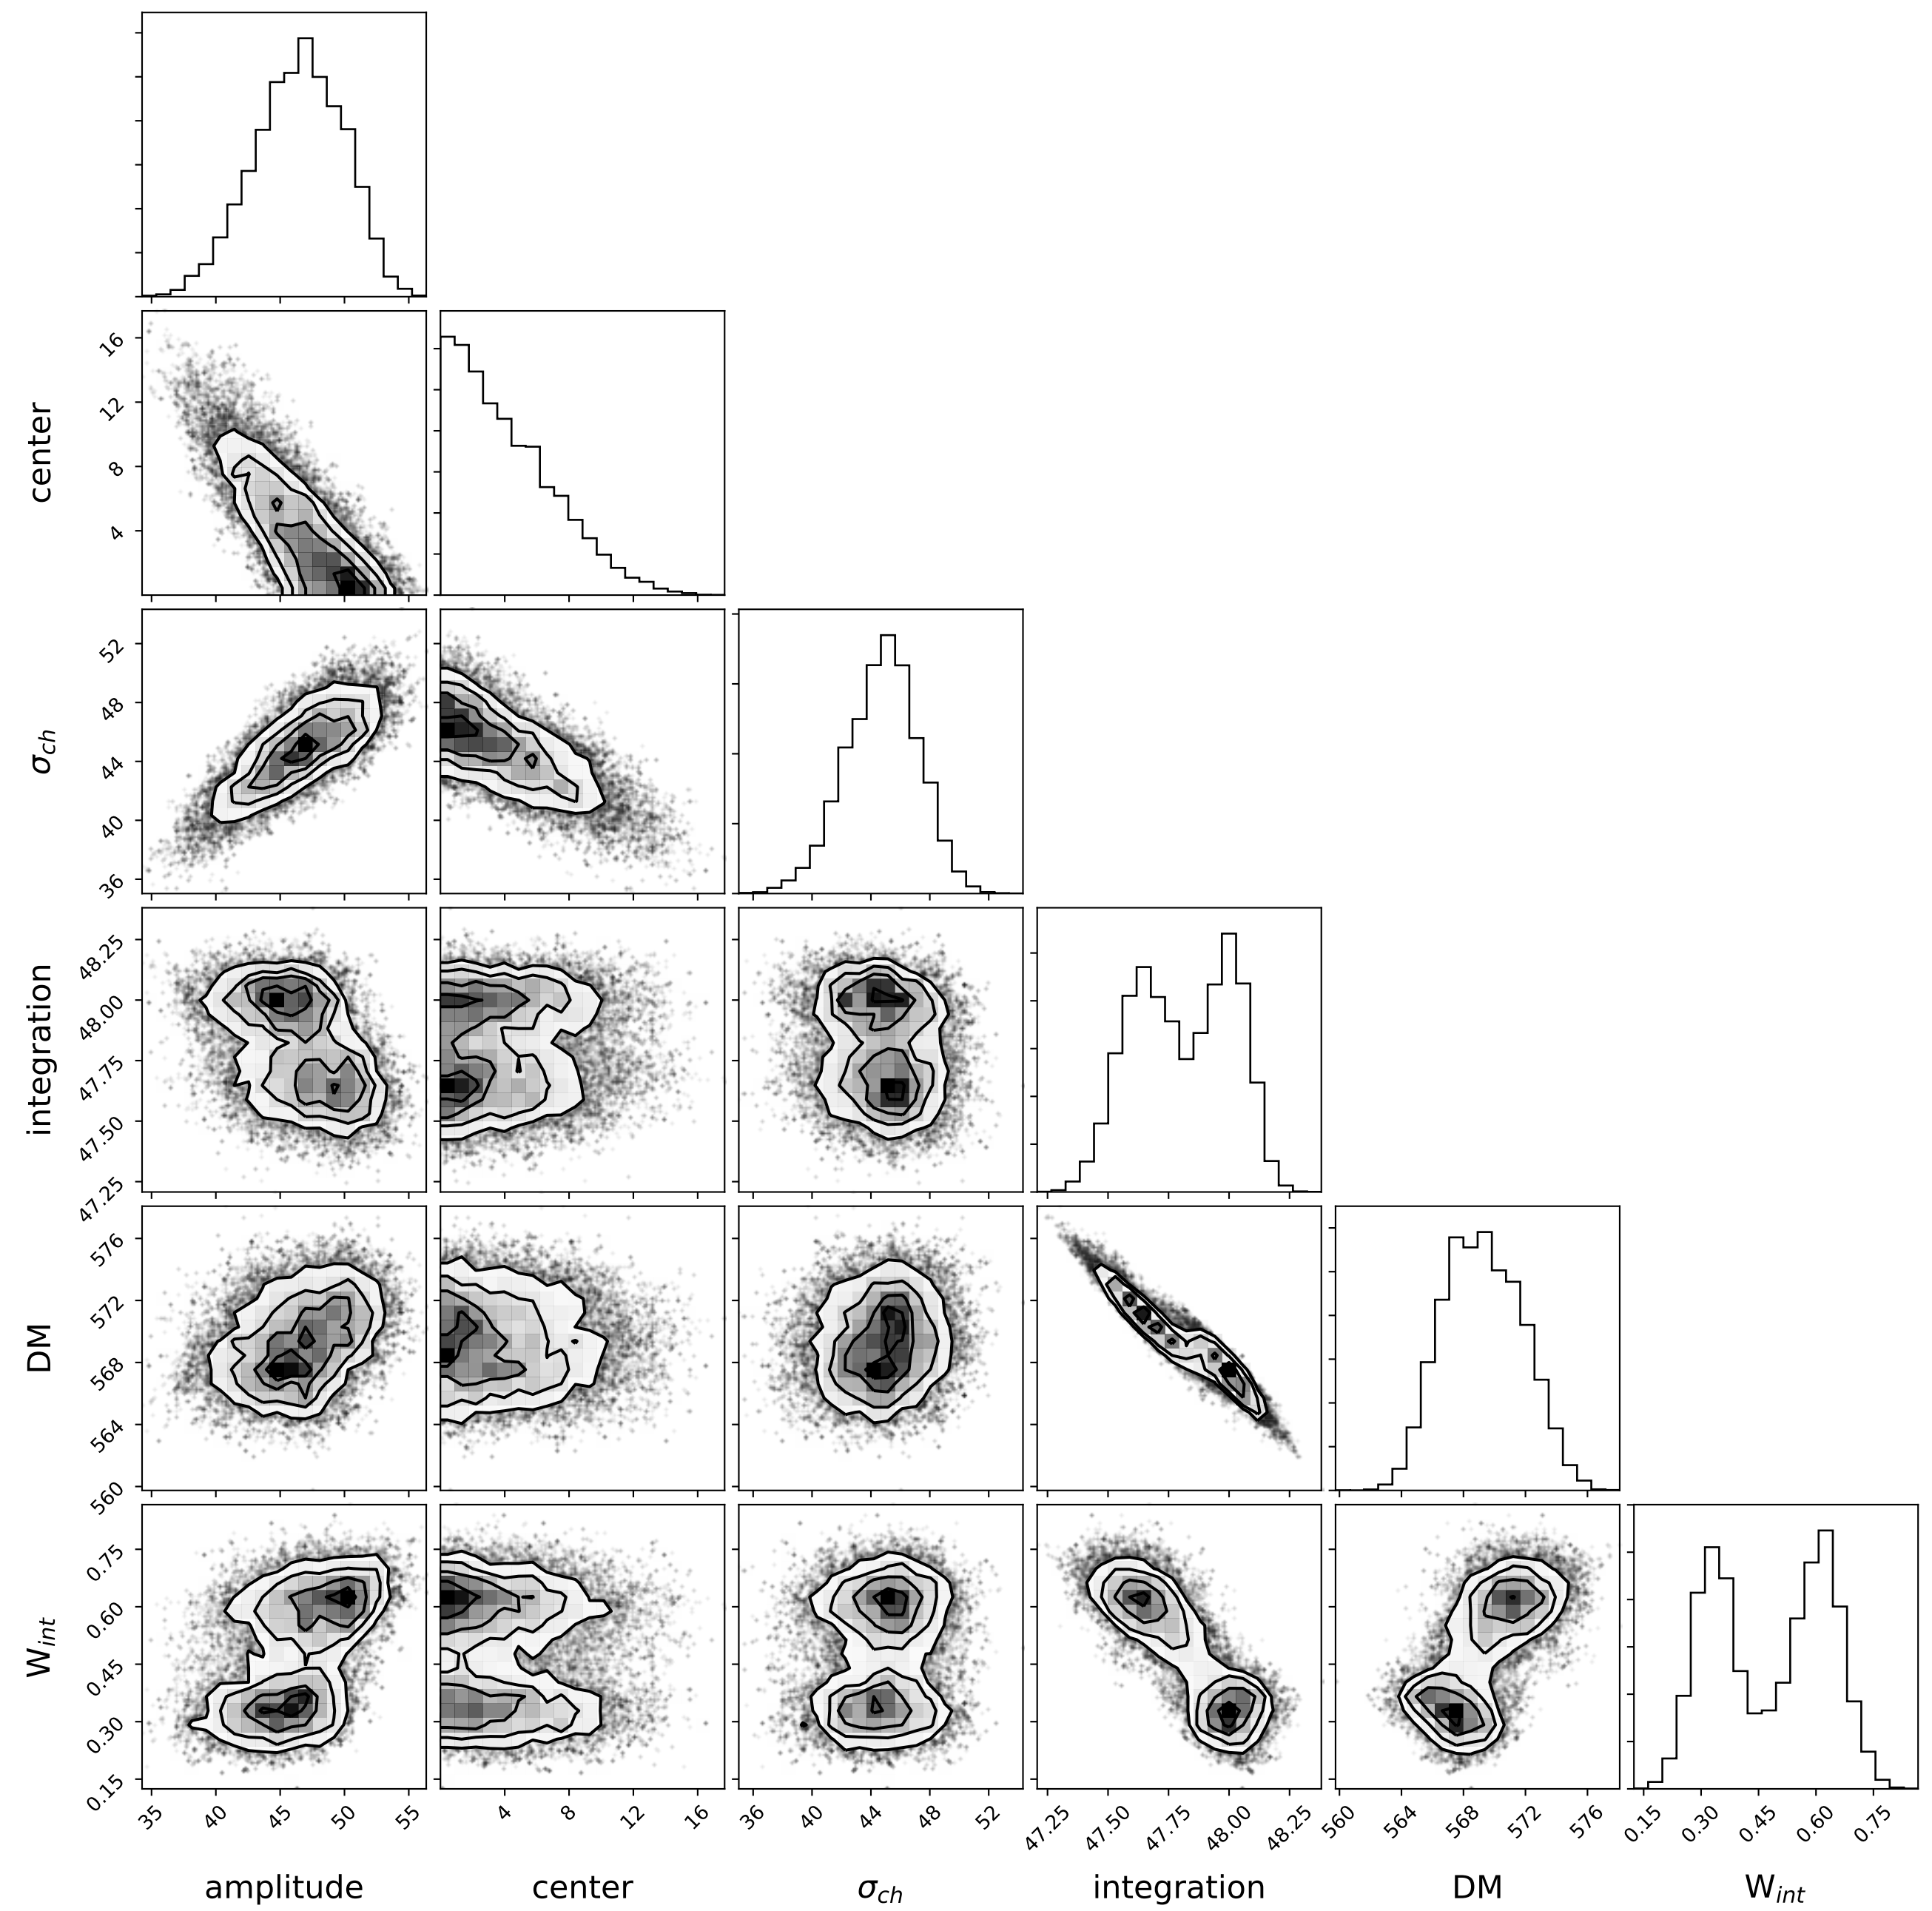 center
16
12
8
4
σch
52
48
44
40
36
integration
48.25
48.00
47.75
47.50
47.25
DM
576
572
568
564
560
Wint
0.75
0.60
0.45
0.30
0.15
35 40 45 50 55
4 8 12 16
36 40 44 48 52
47.25 47.50 47.75 48.00 48.25
560 564 568 572 576
0.15 0.30 0.45 0.60 0.75
amplitude center σch integration DM Wint